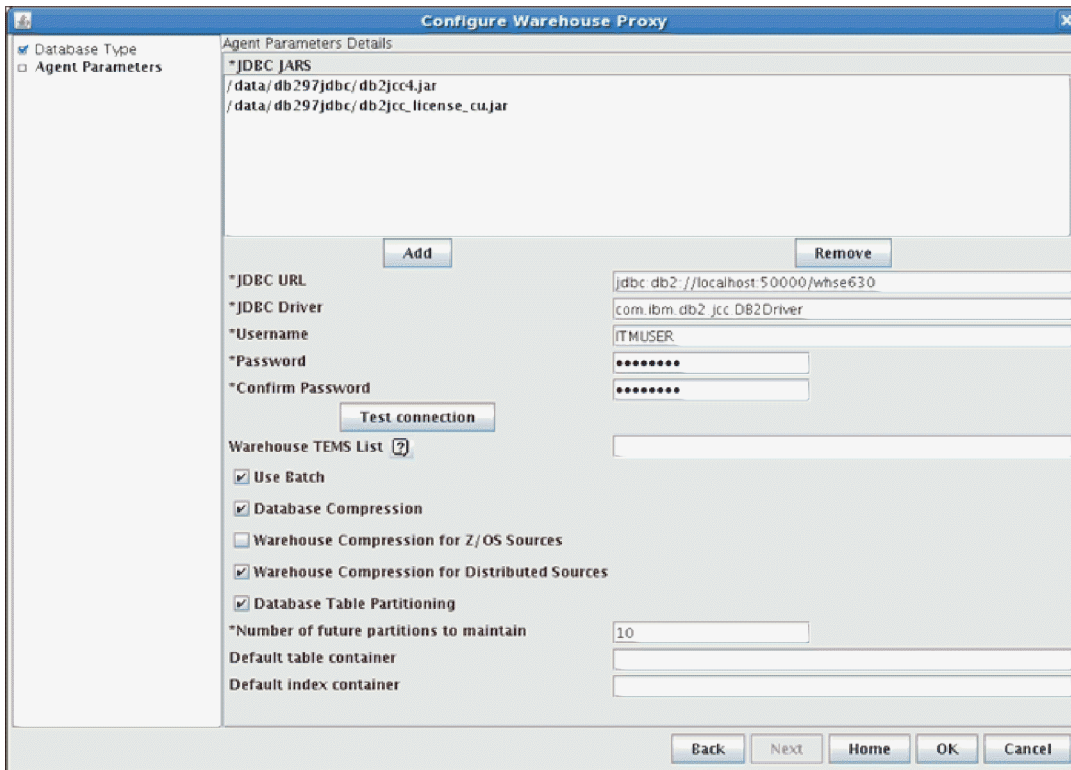 Configure Warehouse Proxy
Database Type
Agent Parameters
Agent Parameters Details
*JDBC JARS
/data/db297jdbc/db2jcc4.jar
/data/db297jdbc/db2jcc_license_cu.jar
Add Remove
*JDBC URL jdbc:db2://localhost:50000/whse630
*JDBC Driver com.ibm.db2.jcc.DB2Driver
*Username ITMUSER
*Password ••••••••
*Confirm Password ••••••••
Test connection
Warehouse TEMS List ?
Use Batch
Database Compression
Warehouse Compression for Z/OS Sources
Warehouse Compression for Distributed Sources
Database Table Partitioning
*Number of future partitions to maintain 10
Default table container
Default index container
Back Next Home OK Cancel